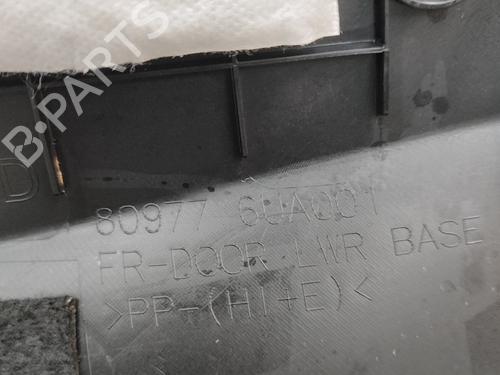 B-PARTS
D
80977 6UA001
FR-DOOR LWR BASE
>PP-(HI+E)<